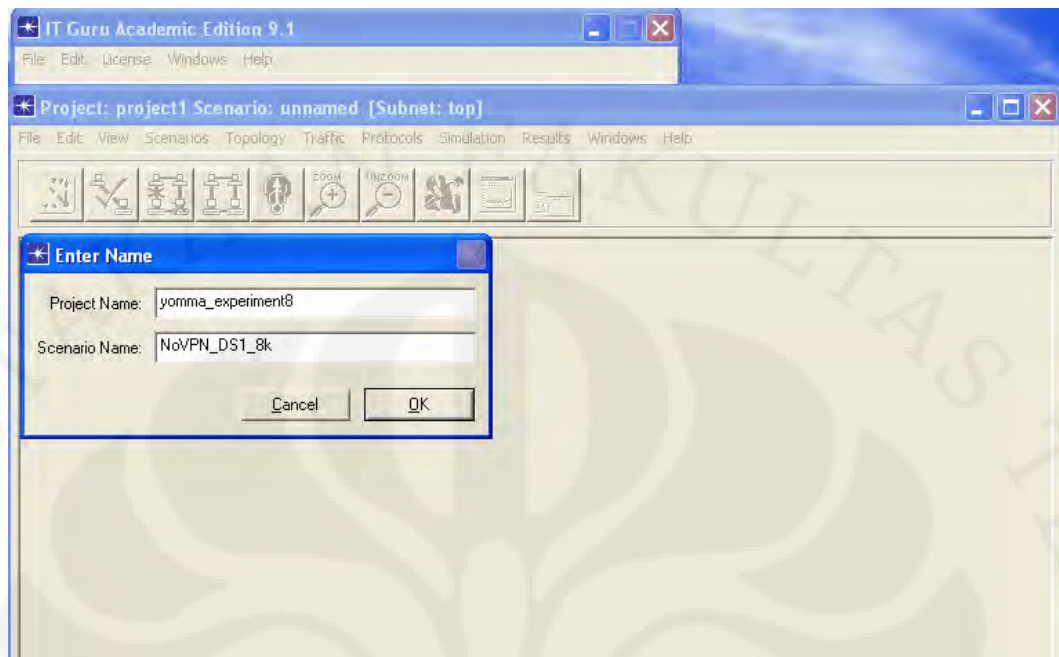 IT Guru Academic Edition 9.1
File Edit License Windows Help
Project: project1 Scenario: unnamed [Subnet: top]
File Edit View Scenarios Topology Traffic Protocols Simulation Results Windows Help
ZOOM UNZOOM
Enter Name
Project Name: yomma_experiment8
Scenario Name: NoVPN_DS1_8k
Cancel OK
FAKULTAS